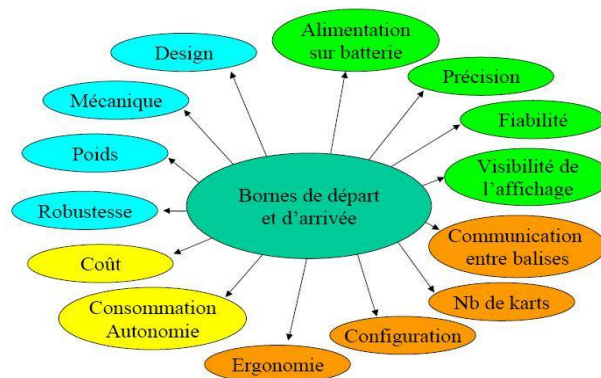 Alimentation
sur batterie
Design
Précision
Mécanique
Fiabilité
Poids
Visibilité de
l'affichage
Bornes de départ
et d'arrivée
Robustesse
Communication
entre balises
Coût
Nb de karts
Consommation
Autonomie
Configuration
Ergonomie